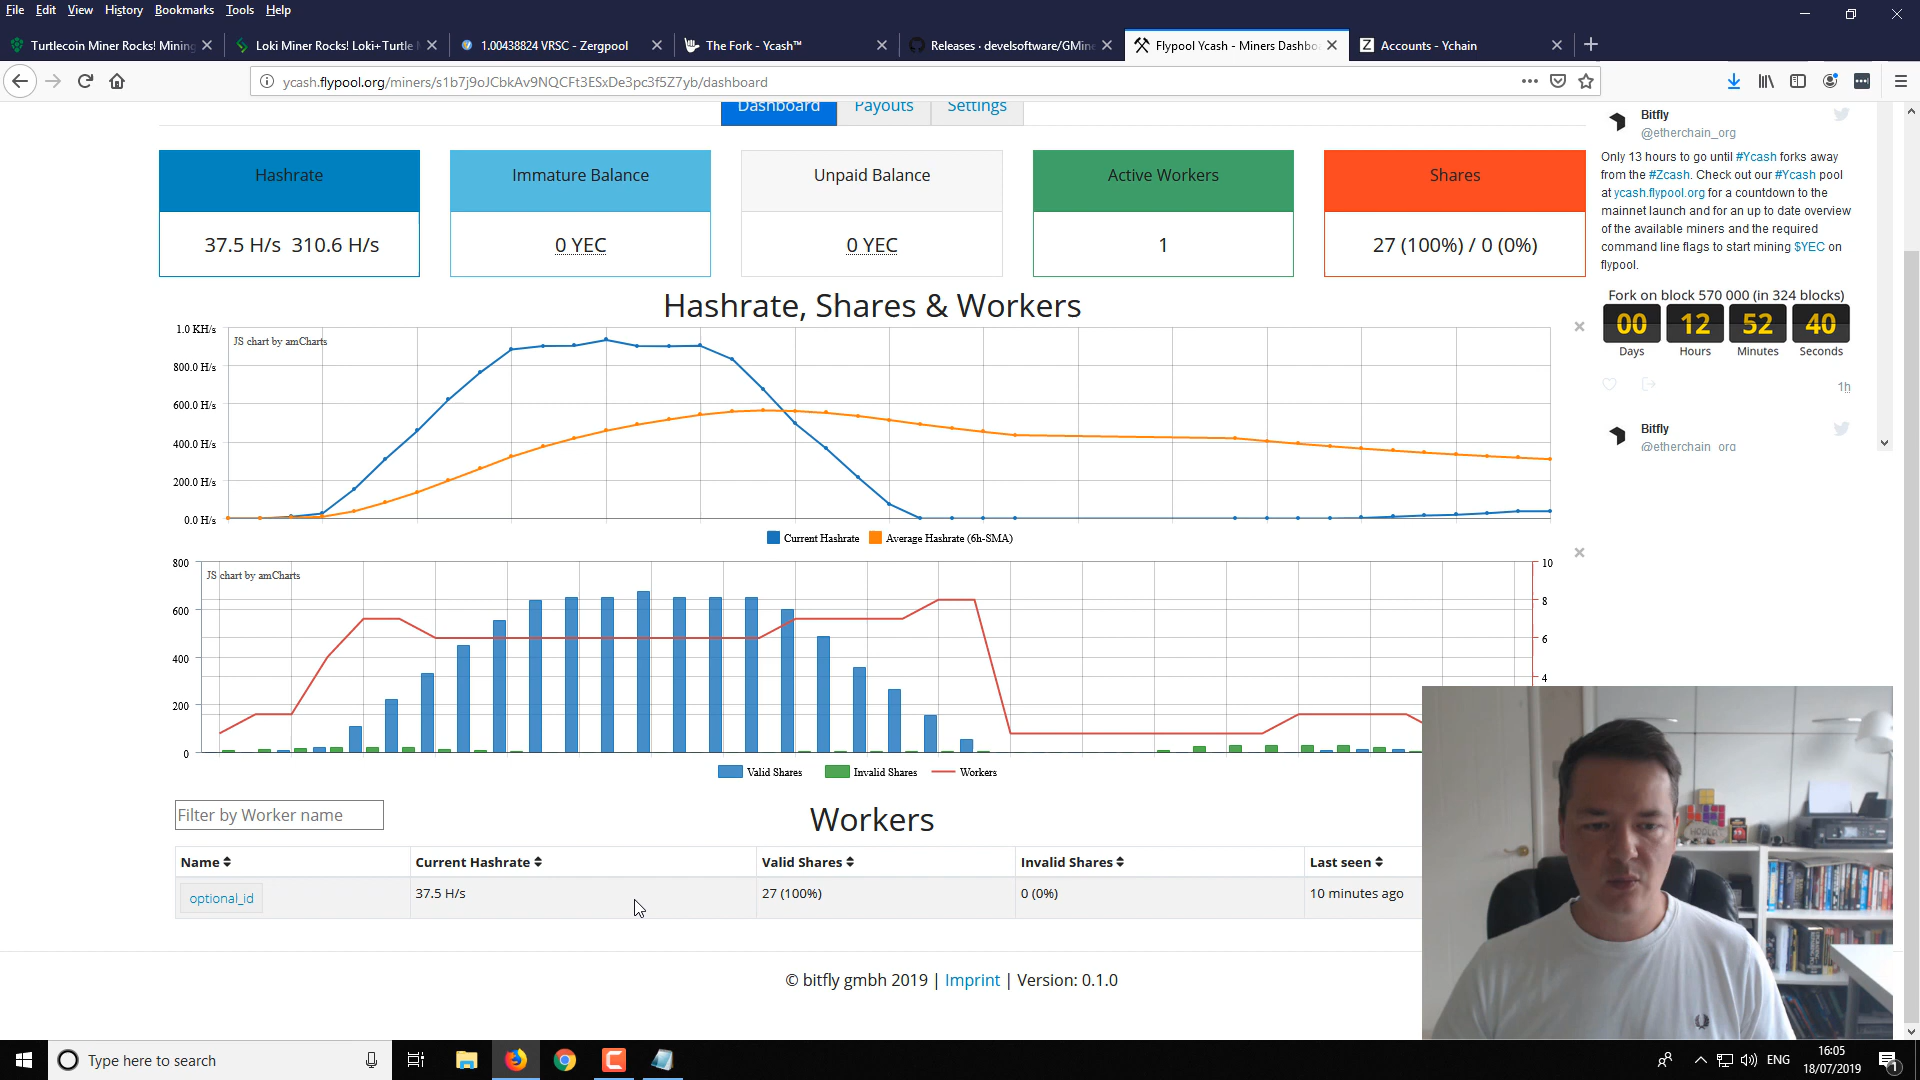 File Edit View History Bookmarks Tools Help
Turtlecoin Miner Rocks! Mining
Loki Miner Rocks! Loki+Turtle
1.00438824 VRSC - Zergpool
The Fork - Ycash™
Releases · develsoftware/GMine
Flypool Ycash - Miners Dashbo
Accounts - Ychain
ycash.flypool.org/miners/s1b7j9oJCbkAv9NQCFt3ESxDe3pc3f5Z7yb/dashboard
Dashboard Payouts Settings
Hashrate
37.5 H/s 310.6 H/s
Immature Balance
0 YEC
Unpaid Balance
0 YEC
Active Workers
1
Shares
27 (100%) / 0 (0%)
Bitfly
@etherchain_org
Only 13 hours to go until #Ycash forks away
from the #Zcash. Check out our #Ycash pool
at ycash.flypool.org for a countdown to the
mainnet launch and for an up to date overview
of the available miners and the required
command line flags to start mining $YEC on
flypool.
Fork on block 570 000 (in 324 blocks)
00 12 52 40
Days Hours Minutes Seconds
1h
Bitfly
@etherchain_org
Hashrate, Shares & Workers
JS chart by amCharts
1.0 KH/s
800.0 H/s
600.0 H/s
400.0 H/s
200.0 H/s
0.0 H/s
Current Hashrate Average Hashrate (6h-SMA)
JS chart by amCharts
800
600
400
200
0
10
8
6
4
Valid Shares Invalid Shares Workers
Filter by Worker name
Workers
Name Current Hashrate Valid Shares Invalid Shares Last seen
optional_id 37.5 H/s 27 (100%) 0 (0%) 10 minutes ago
© bitfly gmbh 2019 | Imprint | Version: 0.1.0
Type here to search
ENG
16:05
18/07/2019
1